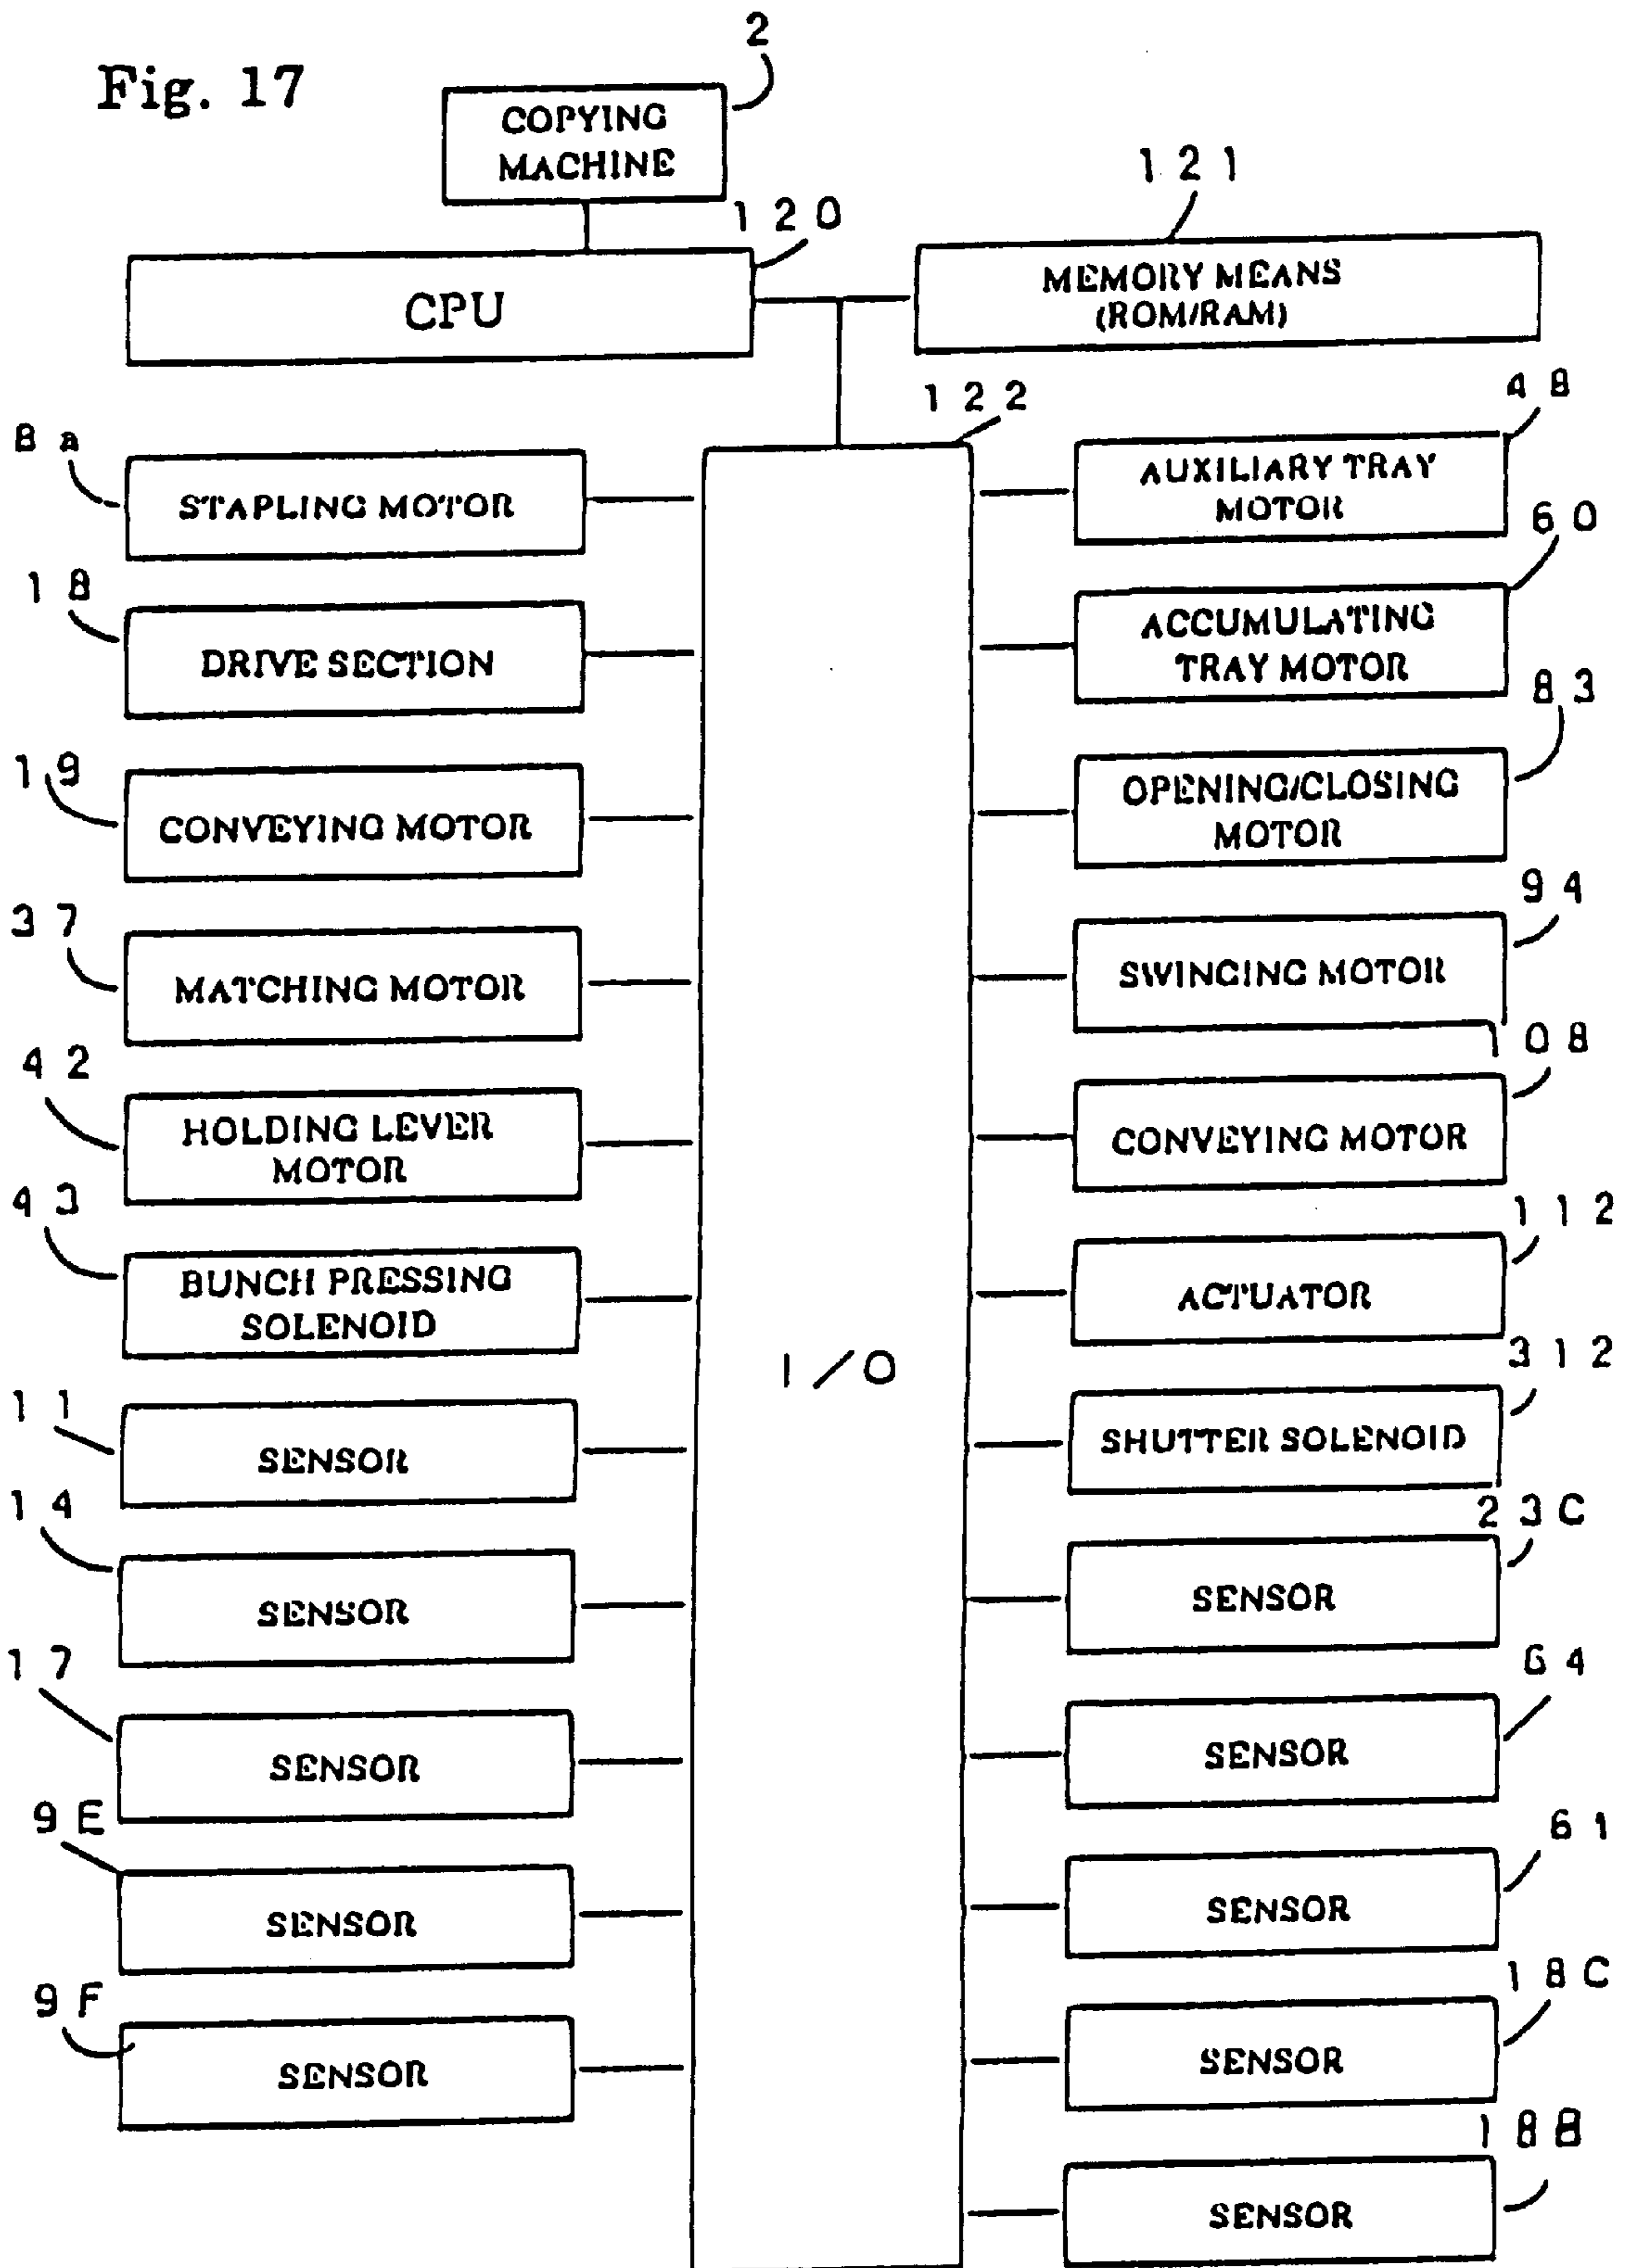 Fig. 17
2
COPYING
MACHINE
120
CPU
121
MEMORY MEANS
(ROM/RAM)
122
I/O
8a
STAPLING MOTOR
18
DRIVE SECTION
19
CONVEYING MOTOR
37
MATCHING MOTOR
42
HOLDING LEVER
MOTOR
43
BUNCH PRESSING
SOLENOID
11
SENSOR
14
SENSOR
17
SENSOR
9E
SENSOR
9F
SENSOR
48
AUXILIARY TRAY
MOTOR
60
ACCUMULATING
TRAY MOTOR
83
OPENING/CLOSING
MOTOR
94
SWINGING MOTOR
108
CONVEYING MOTOR
112
ACTUATOR
312
SHUTTER SOLENOID
23C
SENSOR
64
SENSOR
61
SENSOR
18C
SENSOR
18B
SENSOR